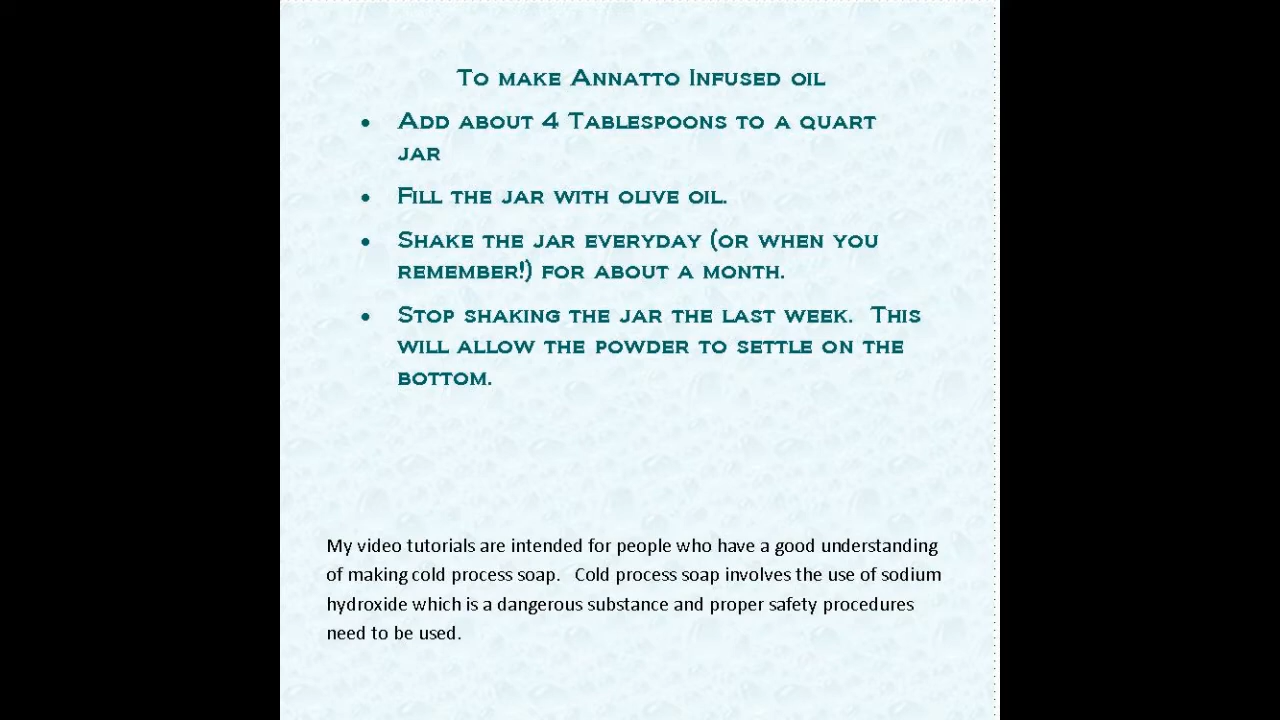 To make Annatto Infused oil
• Add about 4 Tablespoons to a quart
jar
• Fill the jar with olive oil.
• Shake the jar everyday (or when you
remember!) for about a month.
• Stop shaking the jar the last week.  This
will allow the powder to settle on the
bottom.
My video tutorials are intended for people who have a good understanding
of making cold process soap.   Cold process soap involves the use of sodium
hydroxide which is a dangerous substance and proper safety procedures
need to be used.